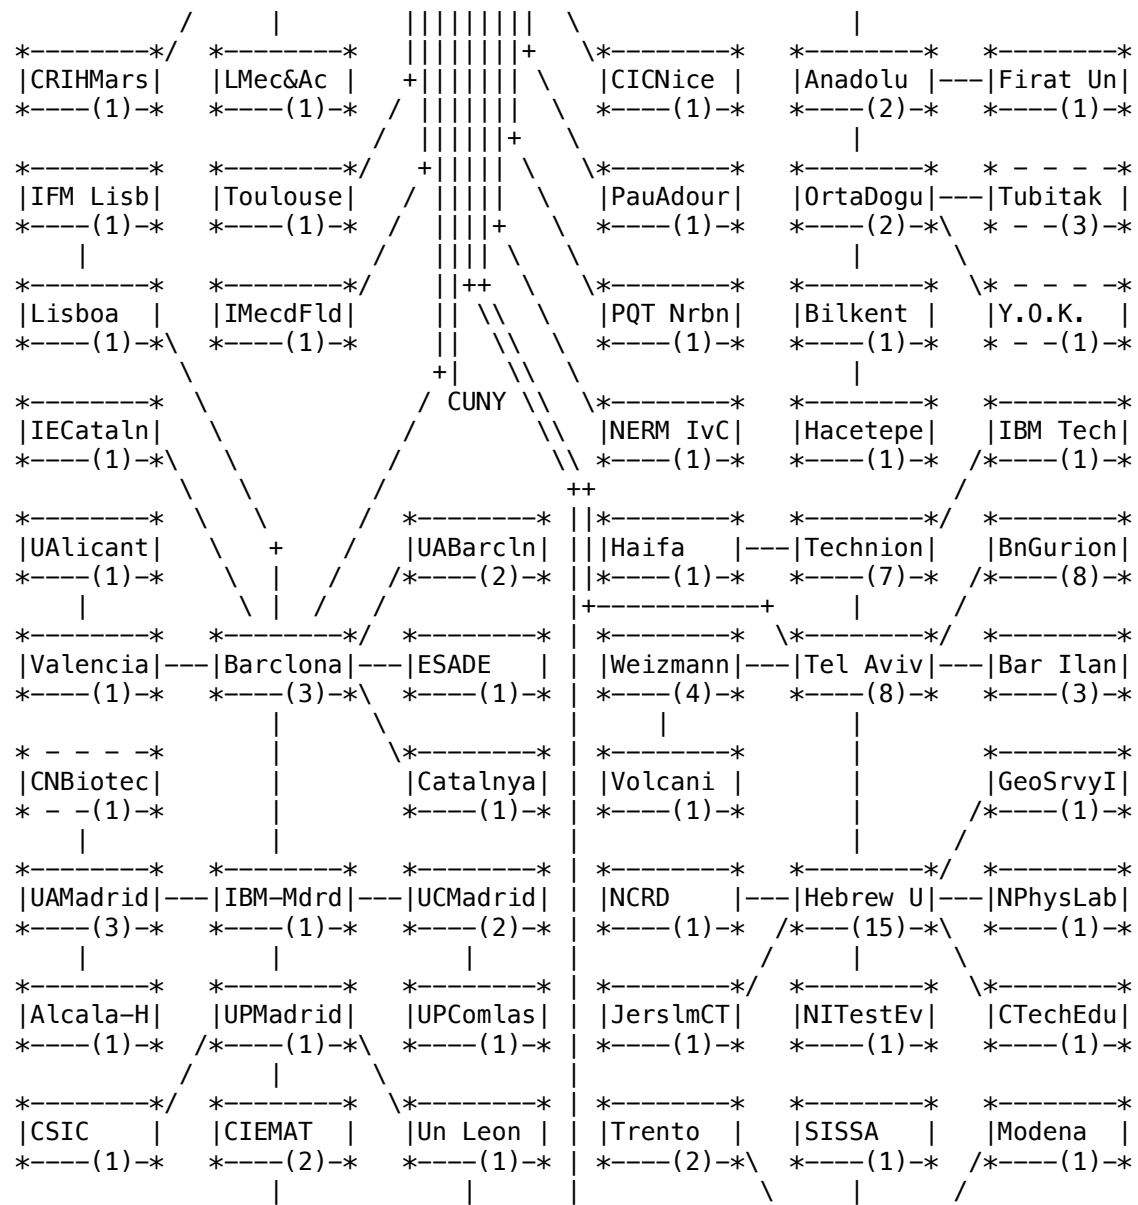 /     |        |||||||||  \                |
*--------*/  *--------*  ||||||||+   \*--------*  *--------*  *--------*
|CRIHMars|   |LMec&Ac |   +||||||| \   |CICNice |  |Anadolu |---|Firat Un|
*----(1)-*   *----(1)-*  / |||||||  \  *----(1)-*  *----(2)-*   *----(1)-*
                        /  ||||||+   \                 |
*--------*   *--------*/   +|||||  \   \*--------*  *--------*   * - - - -*
|IFM Lisb|   |Toulouse|   / |||||   \   |PauAdour|  |OrtaDogu|---|Tubitak |
*----(1)-*   *----(1)-*  /  ||||+    \  *----(1)-*  *----(2)-*\  * - -(3)-*
    |                   /   |||| \    \                |       \
*--------*   *--------*/    ||++  \    \*--------*  *--------*  \* - - - -*
|Lisboa  |   |IMecdFld|     || \\  \    |PQT Nrbn|  |Bilkent |   |Y.O.K.  |
*----(1)-*\  *----(1)-*     ||  \\  \   *----(1)-*  *----(1)-*   * - -(1)-*
           \                +|   \\  \                 |
*--------*  \              / CUNY \\  \*--------*  *--------*   *--------*
|IECataln|   \            /        \\  |NERM IvC|  |Hacetepe|   |IBM Tech|
*----(1)-*\   \          /          \\ *----(1)-*  *----(1)-*  /*----(1)-*
           \   \        /            ++                       /
*--------*  \   \      /  *--------* ||*--------*   *--------*/  *--------*
|UAlicant|   \   +    /   |UABarcln| |||Haifa   |---|Technion|   |BnGurion|
*----(1)-*    \  |   /   /*----(2)-* ||*----(1)-*   *----(7)-*  /*----(8)-*
    |          \ |  /   /            |+------------+    |      /
*--------*   *--------*/  *--------* | *--------*  \*--------*/  *--------*
|Valencia|---|Barclona|---|ESADE   | | |Weizmann|---|Tel Aviv|---|Bar Ilan|
*----(1)-*   *----(3)-*\  *----(1)-* | *----(4)-*   *----(8)-*   *----(3)-*
                 |      \            |     |            |
* - - - -*       |       \*--------* | *--------*       |        *--------*
|CNBiotec|       |        |Catalnya| | |Volcani |       |        |GeoSrvyI|
* - -(1)-*       |        *----(1)-* | *----(1)-*       |       /*----(1)-*
    |            |                   |                  |      /
*--------*   *--------*   *--------* | *--------*   *--------*/  *--------*
|UAMadrid|---|IBM-Mdrd|---|UCMadrid| | |NCRD    |---|Hebrew U|---|NPhysLab|
*----(3)-*   *----(1)-*   *----(2)-* | *----(1)-*  /*---(15)-*\  *----(1)-*
    |            |            |      |            /     |      \
*--------*   *--------*   *--------* | *--------*/  *--------*  \*--------*
|Alcala-H|   |UPMadrid|   |UPComlas| | |JerslmCT|   |NITestEv|   |CTechEdu|
*----(1)-*  /*----(1)-*\  *----(1)-* | *----(1)-*   *----(1)-*   *----(1)-*
           /     |      \            |
*--------*/  *--------*  \*--------* | *--------*   *--------*   *--------*
|CSIC    |   |CIEMAT  |   |Un Leon | | |Trento  |   |SISSA   |   |Modena  |
*----(1)-*   *----(2)-*   *----(1)-* | *----(2)-*\  *----(1)-*  /*----(1)-*
                 |            |      |            \     |      /